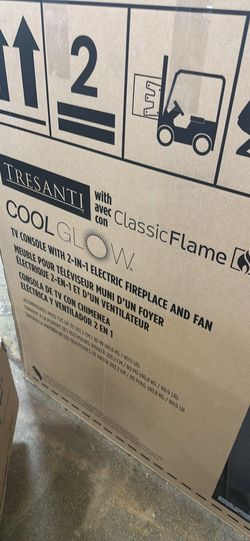 2
TRESANTI
with
avec
con
ClassicFlame
COOLGLOW
TV CONSOLE WITH 2-IN-1 ELECTRIC FIREPLACE AND FAN
MEUBLE POUR TÉLÉVISEUR MUNI D'UN FOYER
ÉLECTRIQUE 2-EN-1 ET D'UN VENTILATEUR
CONSOLA DE TV CON CHIMENEA
ELÉCTRICA Y VENTILADOR 2 EN 1